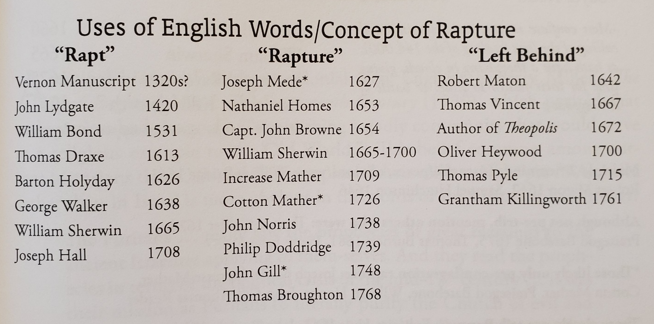 Uses of English Words/Concept of Rapture
"Rapt"
Vernon Manuscript 1320s?
John Lydgate 1420
William Bond 1531
Thomas Draxe 1613
Barton Holyday 1626
George Walker 1638
William Sherwin 1665
Joseph Hall 1708
"Rapture"
Joseph Mede* 1627
Nathaniel Homes 1653
Capt. John Browne 1654
William Sherwin 1665-1700
Increase Mather 1709
Cotton Mather* 1726
John Norris 1738
Philip Doddridge 1739
John Gill* 1748
Thomas Broughton 1768
"Left Behind"
Robert Maton 1642
Thomas Vincent 1667
Author of Theopolis 1672
Oliver Heywood 1700
Thomas Pyle 1715
Grantham Killingworth 1761